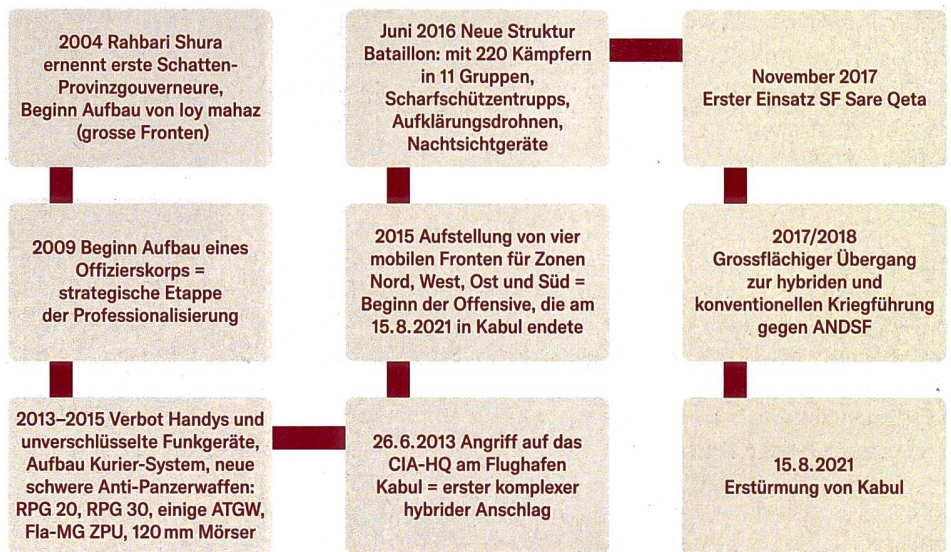 2004 Rahbari Shura
ernennt erste Schatten-
Provinzgouverneure,
Beginn Aufbau von loy mahaz
(grosse Fronten)
2009 Beginn Aufbau eines
Offizierskorps =
strategische Etappe
der Professionalisierung
2013–2015 Verbot Handys und
unverschlüsselte Funkgeräte,
Aufbau Kurier-System, neue
schwere Anti-Panzerwaffen:
RPG 20, RPG 30, einige ATGW,
Fla-MG ZPU, 120 mm Mörser
26.6.2013 Angriff auf das
CIA-HQ am Flughafen
Kabul = erster komplexer
hybrider Anschlag
2015 Aufstellung von vier
mobilen Fronten für Zonen
Nord, West, Ost und Süd =
Beginn der Offensive, die am
15.8.2021 in Kabul endete
Juni 2016 Neue Struktur
Bataillon: mit 220 Kämpfern
in 11 Gruppen,
Scharfschützentrupps,
Aufklärungsdrohnen,
Nachtsichtgeräte
November 2017
Erster Einsatz SF Sare Qeta
2017/2018
Grossflächiger Übergang
zur hybriden und
konventionellen Kriegführung
gegen ANDSF
15.8.2021
Erstürmung von Kabul